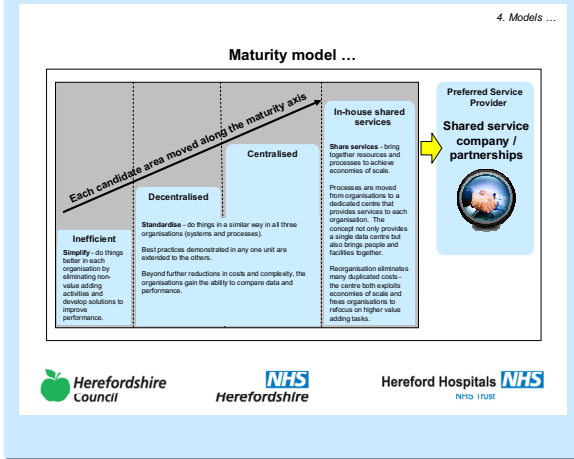 4. Models …
Maturity model …
Each candidate area moved along the maturity axis
Inefficient
Simplify - do things
better in each
organisation by
eliminating non-
value adding
activities and
develop solutions to
improve
performance.
Decentralised
Centralised
Standardise - do things in a similar way in all three
organisations (systems and processes).
Best practices demonstrated in any one unit are
extended to the others.
Beyond further reductions in costs and complexity, the
organisations gain the ability to compare data and
performance.
In-house shared
services
Share services - bring
together resources and
processes to achieve
economies of scale.
Processes are moved
from organisations to a
dedicated centre that
provides services to each
organisation. The
concept not only provides
a single data centre but
also brings people and
facilities together.
Reorganisation eliminates
many duplicated costs -
the centre both exploits
economies of scale and
frees organisations to
refocus on higher value
adding tasks.
Preferred Service
Provider
Shared service
company /
partnerships
Herefordshire
Council
NHS
Herefordshire
Hereford Hospitals NHS
NHS Trust